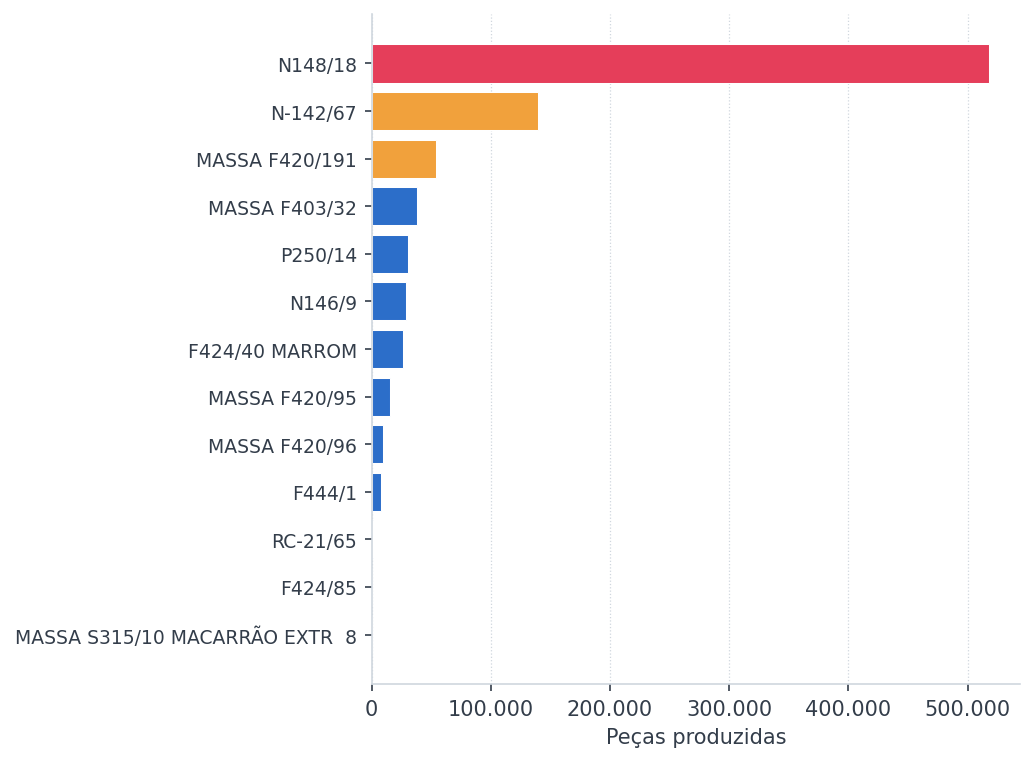 N148/18
N-142/67
MASSA F420/191
MASSA F403/32
P250/14
N146/9
F424/40 MARROM
MASSA F420/95
MASSA F420/96
F444/1
RC-21/65
F424/85
MASSA S315/10 MACARRÃO EXTR  8
0 100.000 200.000 300.000 400.000 500.000
Peças produzidas